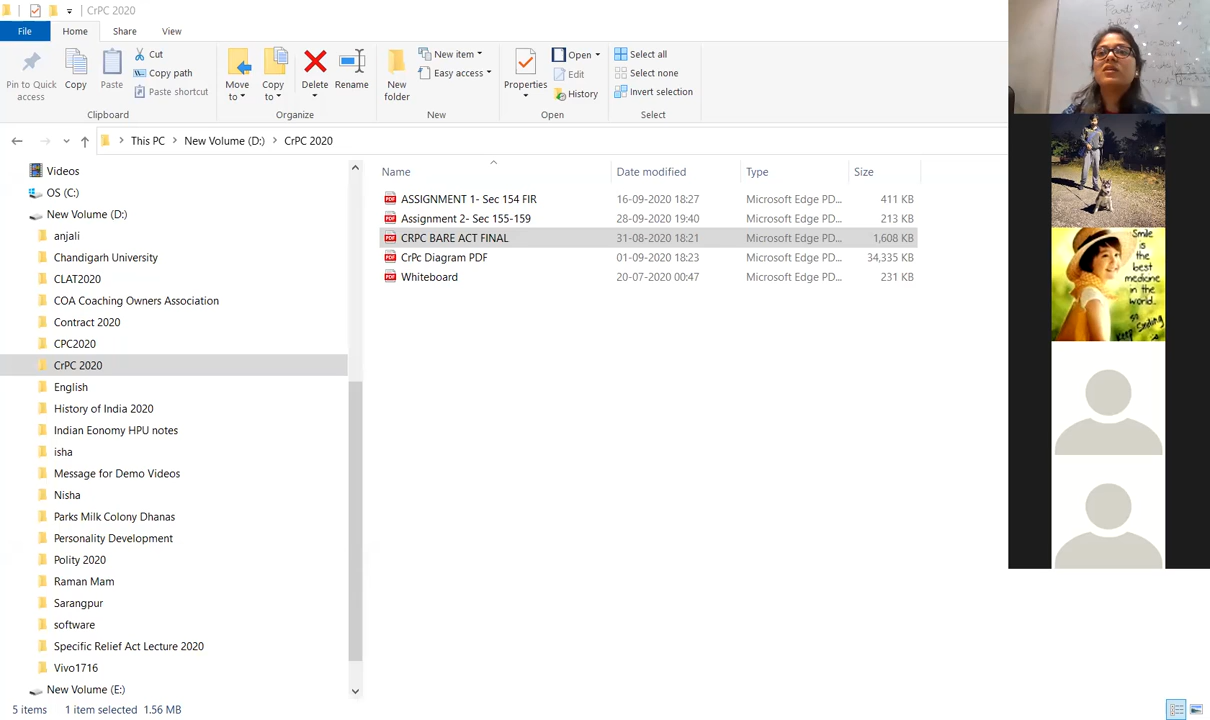 CrPC 2020
File Home Share View
Pin to Quick access
Copy
Paste
Cut
Copy path
Paste shortcut
Clipboard
Move to
Copy to
Delete
Rename
Organize
New folder
New item
Easy access
New
Properties
Open
Edit
History
Open
Select all
Select none
Invert selection
Select
This PC New Volume (D:) CrPC 2020
Videos
OS (C:)
New Volume (D:)
anjali
Chandigarh University
CLAT2020
COA Coaching Owners Association
Contract 2020
CPC2020
CrPC 2020
English
History of India 2020
Indian Eonomy HPU notes
isha
Message for Demo Videos
Nisha
Parks Milk Colony Dhanas
Personality Development
Polity 2020
Raman Mam
Sarangpur
software
Specific Relief Act Lecture 2020
Vivo1716
New Volume (E:)
Name Date modified Type Size
ASSIGNMENT 1- Sec 154 FIR 16-09-2020 18:27 Microsoft Edge PD... 411 KB
Assignment 2- Sec 155-159 28-09-2020 19:40 Microsoft Edge PD... 213 KB
CRPC BARE ACT FINAL 31-08-2020 18:21 Microsoft Edge PD... 1,608 KB
CrPc Diagram PDF 01-09-2020 18:23 Microsoft Edge PD... 34,335 KB
Whiteboard 20-07-2020 00:47 Microsoft Edge PD... 231 KB
5 items 1 item selected 1.56 MB
Smile
is
the
best
medicine
in the
world..
so
Keep Smiling